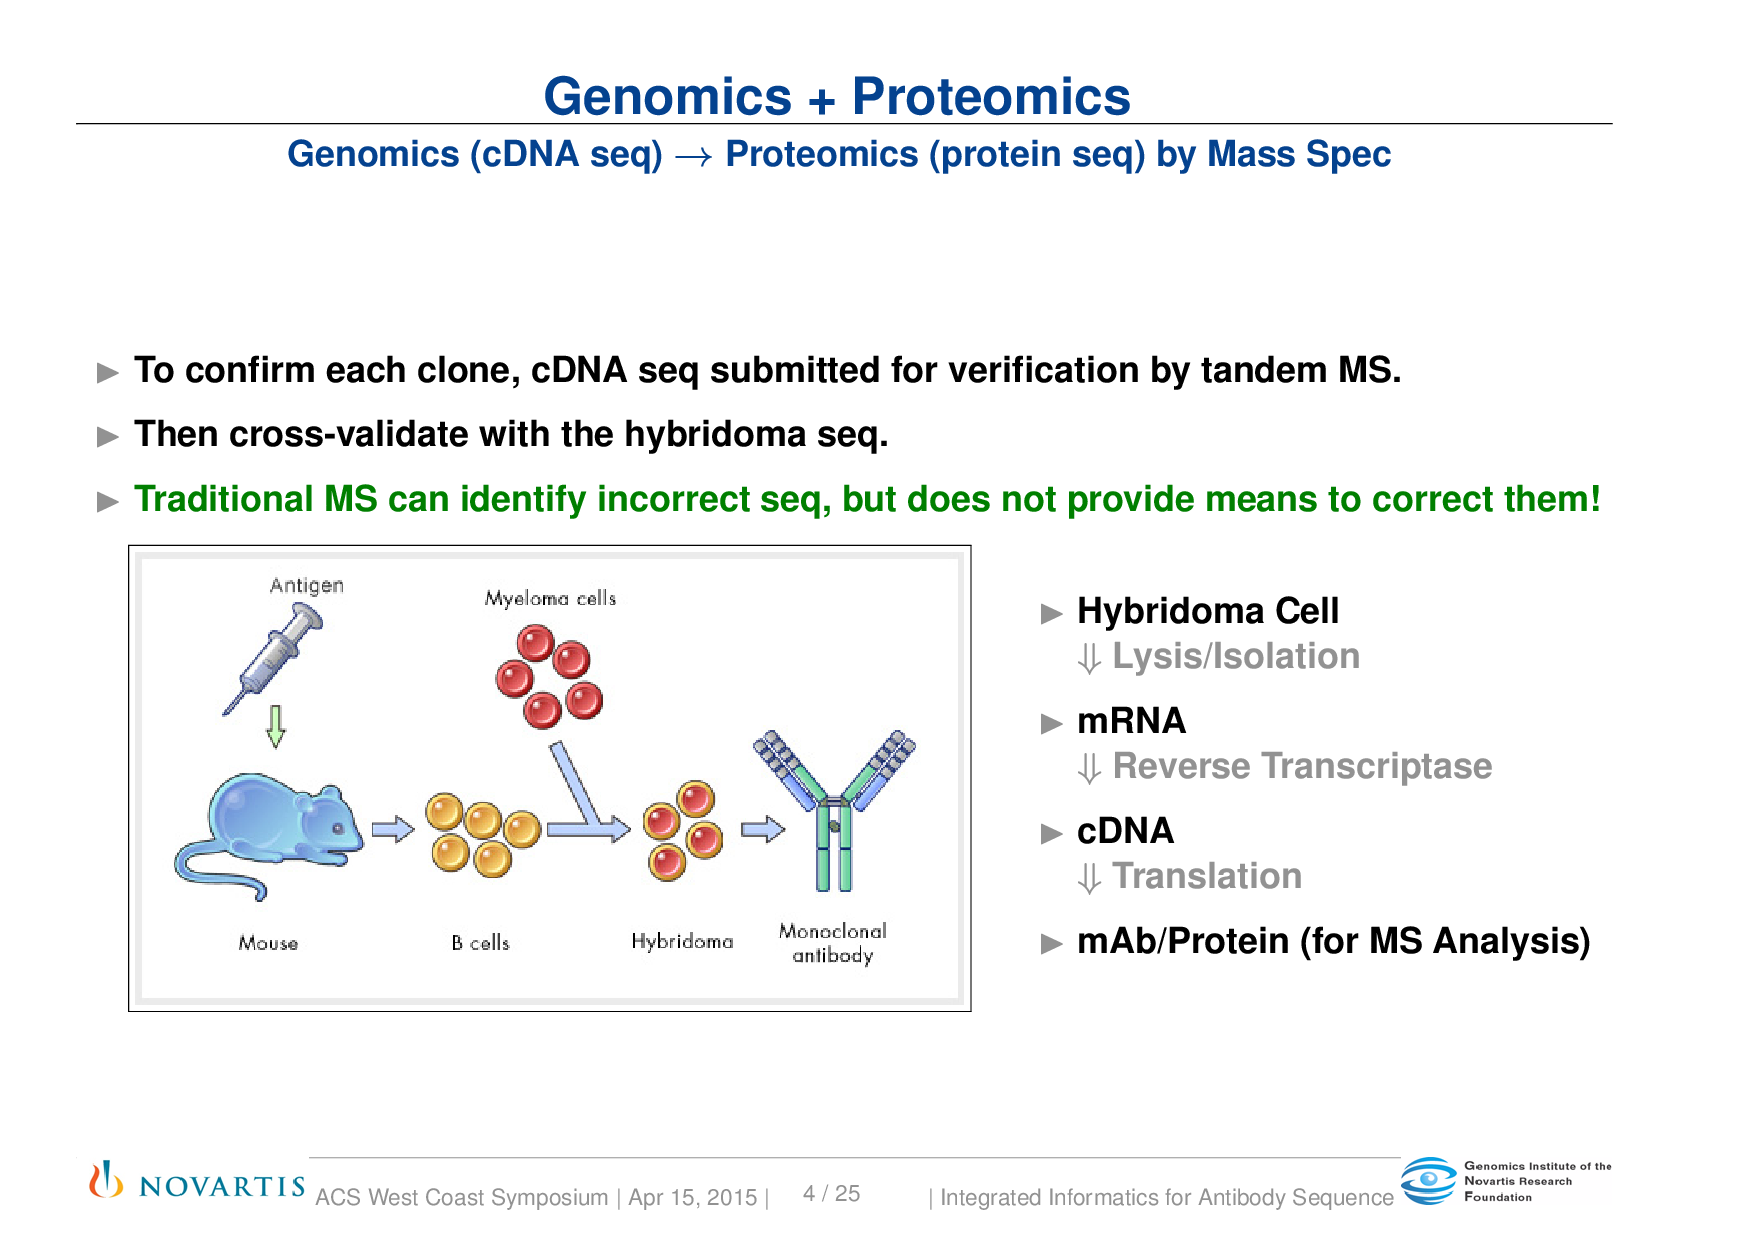 Genomics + Proteomics
Genomics (cDNA seq) → Proteomics (protein seq) by Mass Spec
▶ To confirm each clone, cDNA seq submitted for verification by tandem MS.
▶ Then cross-validate with the hybridoma seq.
▶ Traditional MS can identify incorrect seq, but does not provide means to correct them!
Antigen
Myeloma cells
Mouse
B cells
Hybridoma
Monoclonal
antibody
▶ Hybridoma Cell
⇓ Lysis/Isolation
▶ mRNA
⇓ Reverse Transcriptase
▶ cDNA
⇓ Translation
▶ mAb/Protein (for MS Analysis)
NOVARTIS
ACS West Coast Symposium | Apr 15, 2015 | 4 / 25 | Integrated Informatics for Antibody Sequence
Genomics Institute of the
Novartis Research
Foundation